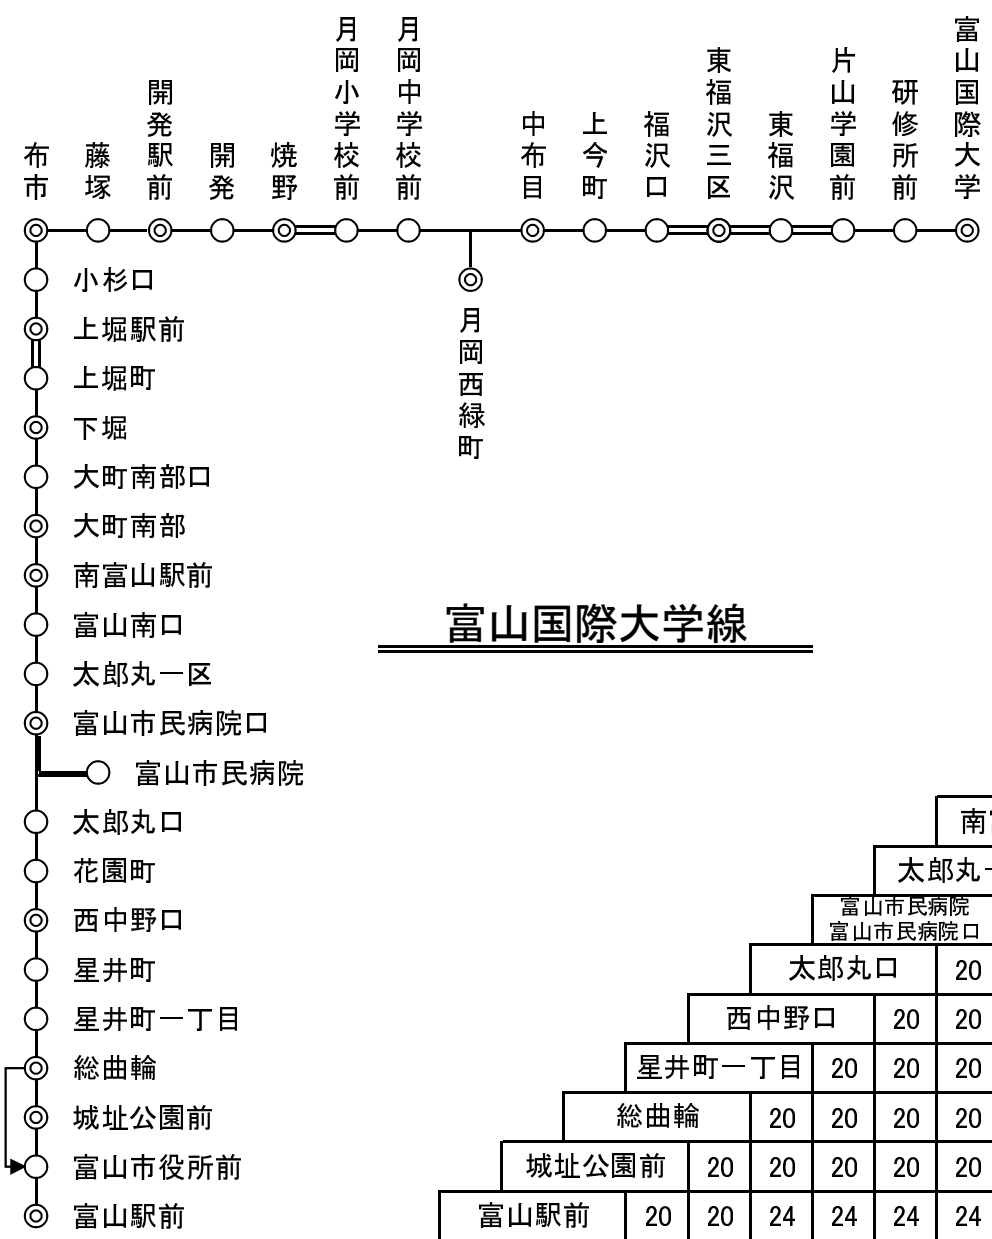 布市
藤塚
開発駅前
開発
焼野
月岡小学校前
月岡中学校前
中布目
上今町
福沢口
東福沢三区
東福沢
片山学園前
研修所前
富山国際大学
小杉口
上堀駅前
上堀町
下堀
大町南部口
大町南部
南富山駅前
富山南口
太郎丸一区
富山市民病院口
富山市民病院
太郎丸口
花園町
西中野口
星井町
星井町一丁目
総曲輪
城址公園前
富山市役所前
富山駅前
月岡西緑町
富山国際大学線
南
太郎丸
富山市民病院
富山市民病院口
太郎丸口 20
西中野口 20 20
星井町一丁目 20 20 20
総曲輪 20 20 20 20
城址公園前 20 20 20 20 20
富山駅前 20 20 24 24 24 24